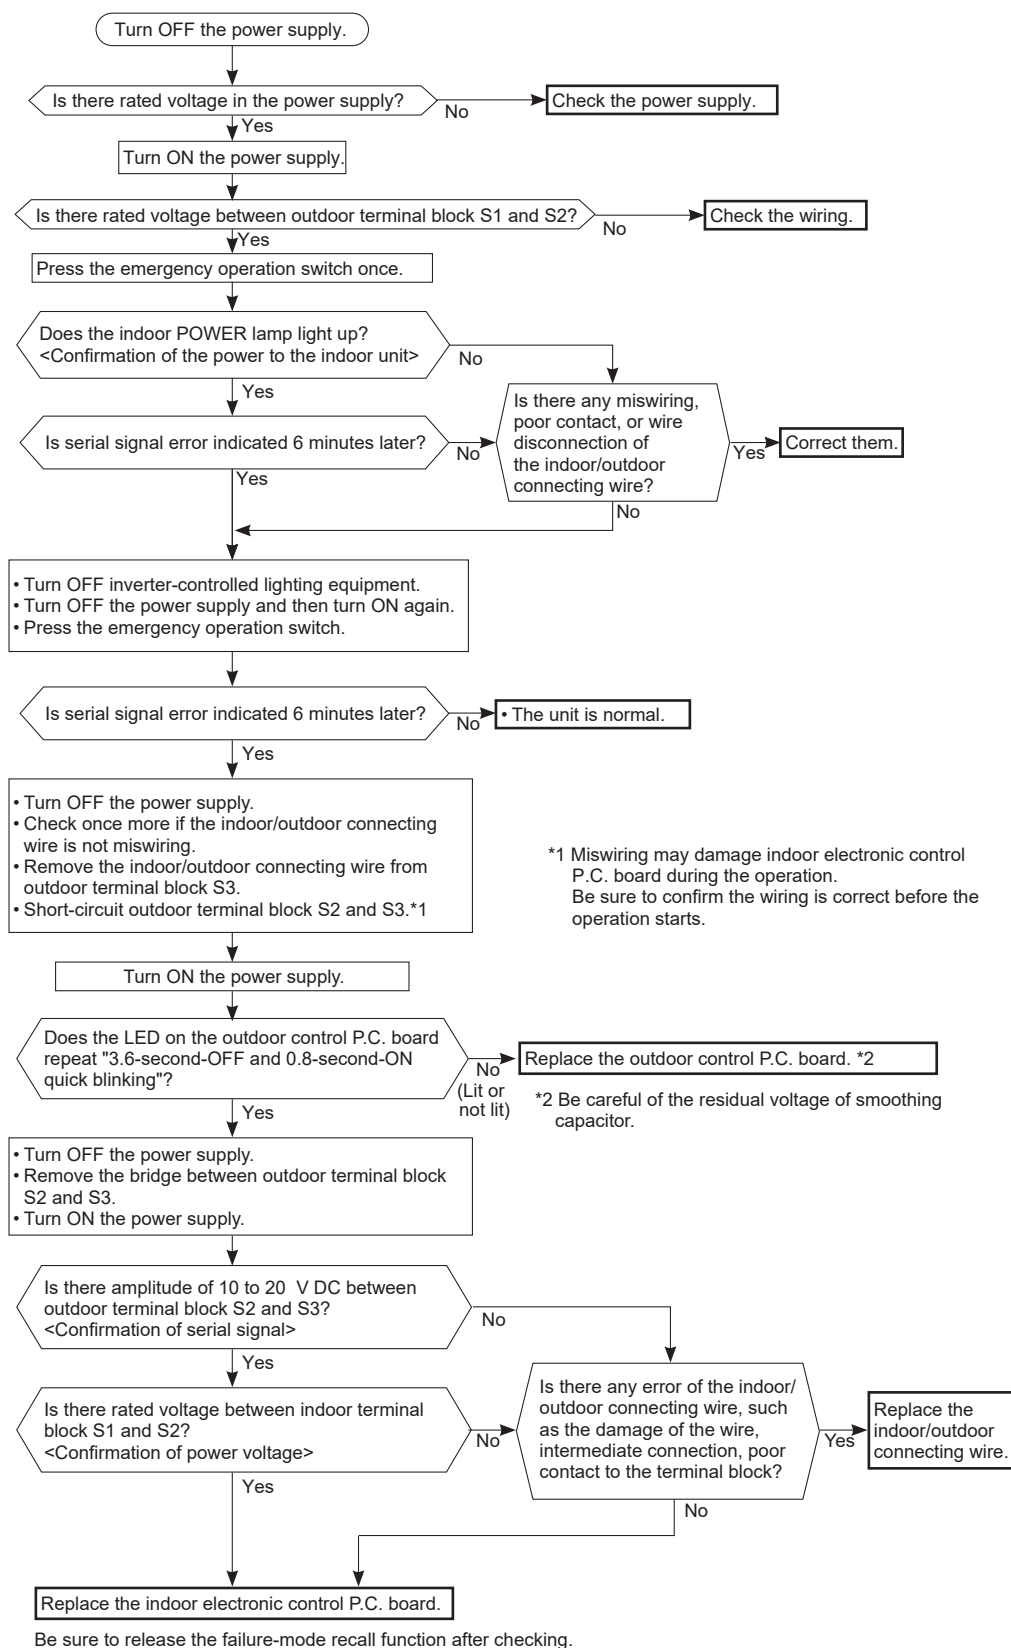 Turn OFF the power supply.
Is there rated voltage in the power supply?
No
Check the power supply.
Yes
Turn ON the power supply.
Is there rated voltage between outdoor terminal block S1 and S2?
No
Check the wiring.
Yes
Press the emergency operation switch once.
Does the indoor POWER lamp light up?
<Confirmation of the power to the indoor unit>
No
Yes
Is there any miswiring,
poor contact, or wire
disconnection of
the indoor/outdoor
connecting wire?
Yes
Correct them.
No
Is serial signal error indicated 6 minutes later?
No
Yes
• Turn OFF inverter-controlled lighting equipment.
• Turn OFF the power supply and then turn ON again.
• Press the emergency operation switch.
Is serial signal error indicated 6 minutes later?
No
• The unit is normal.
Yes
• Turn OFF the power supply.
• Check once more if the indoor/outdoor connecting
wire is not miswiring.
• Remove the indoor/outdoor connecting wire from
outdoor terminal block S3.
• Short-circuit outdoor terminal block S2 and S3.*1
*1 Miswiring may damage indoor electronic control
P.C. board during the operation.
Be sure to confirm the wiring is correct before the
operation starts.
Turn ON the power supply.
Does the LED on the outdoor control P.C. board
repeat "3.6-second-OFF and 0.8-second-ON
quick blinking"?
No
(Lit or
not lit)
Replace the outdoor control P.C. board. *2
*2 Be careful of the residual voltage of smoothing
capacitor.
Yes
• Turn OFF the power supply.
• Remove the bridge between outdoor terminal block
S2 and S3.
• Turn ON the power supply.
Is there amplitude of 10 to 20 V DC between
outdoor terminal block S2 and S3?
<Confirmation of serial signal>
No
Yes
Is there rated voltage between indoor terminal
block S1 and S2?
<Confirmation of power voltage>
No
Is there any error of the indoor/
outdoor connecting wire, such
as the damage of the wire,
intermediate connection, poor
contact to the terminal block?
Yes
Replace the
indoor/outdoor
connecting wire.
Yes
No
Replace the indoor electronic control P.C. board.
Be sure to release the failure-mode recall function after checking.